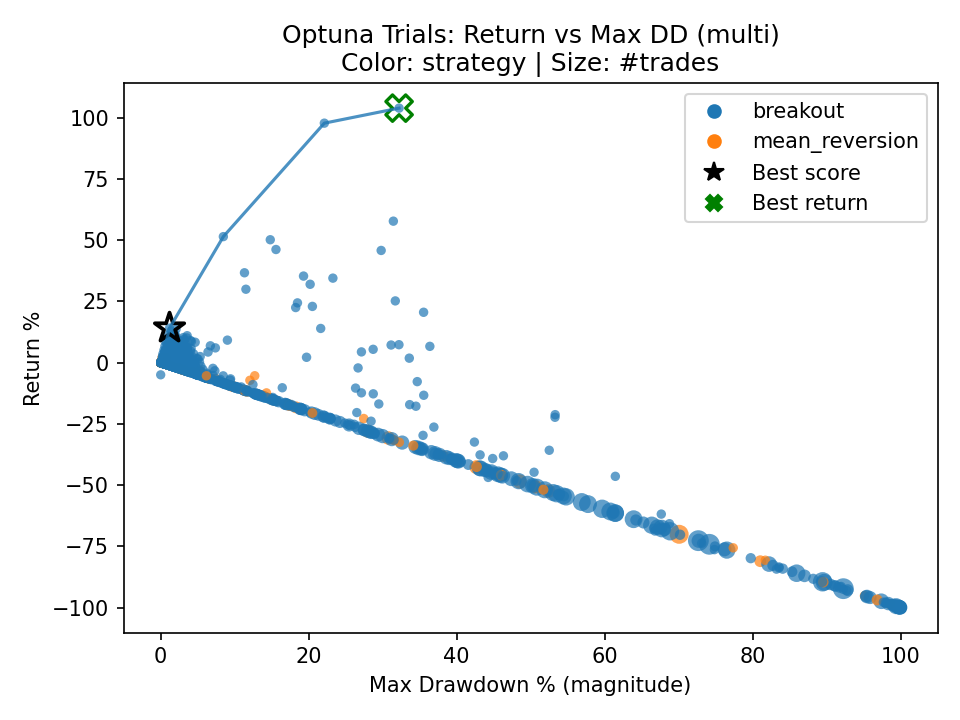 Optuna Trials: Return vs Max DD (multi)
Color: strategy | Size: #trades
breakout
mean_reversion
Best score
Best return
Return %
100
75
50
25
0
−25
−50
−75
−100
0
20
40
60
80
100
Max Drawdown % (magnitude)